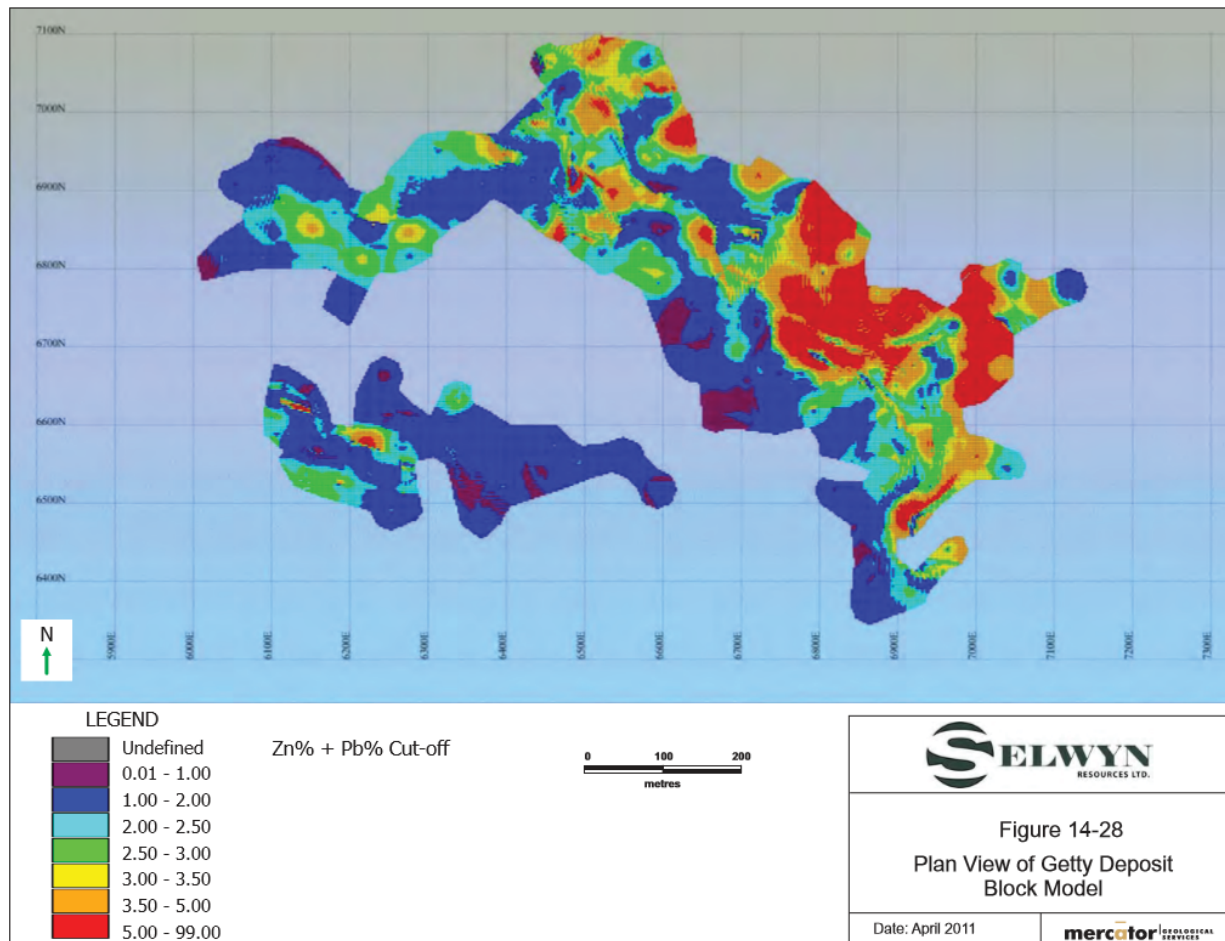 7100N
7000N
6900N
6800N
6700N
6600N
6500N
6400N
5900E
6000E
6100E
6200E
6300E
6400E
6500E
6600E
6700E
6800E
6900E
7000E
7100E
7200E
7300E
N
LEGEND
Undefined
0.01 - 1.00
1.00 - 2.00
2.00 - 2.50
2.50 - 3.00
3.00 - 3.50
3.50 - 5.00
5.00 - 99.00
Zn% + Pb% Cut-off
0 100 200
metres
SELWYN
RESOURCES LTD.
Figure 14-28
Plan View of Getty Deposit
Block Model
Date: April 2011
mercator GEOLOGICAL
SERVICES